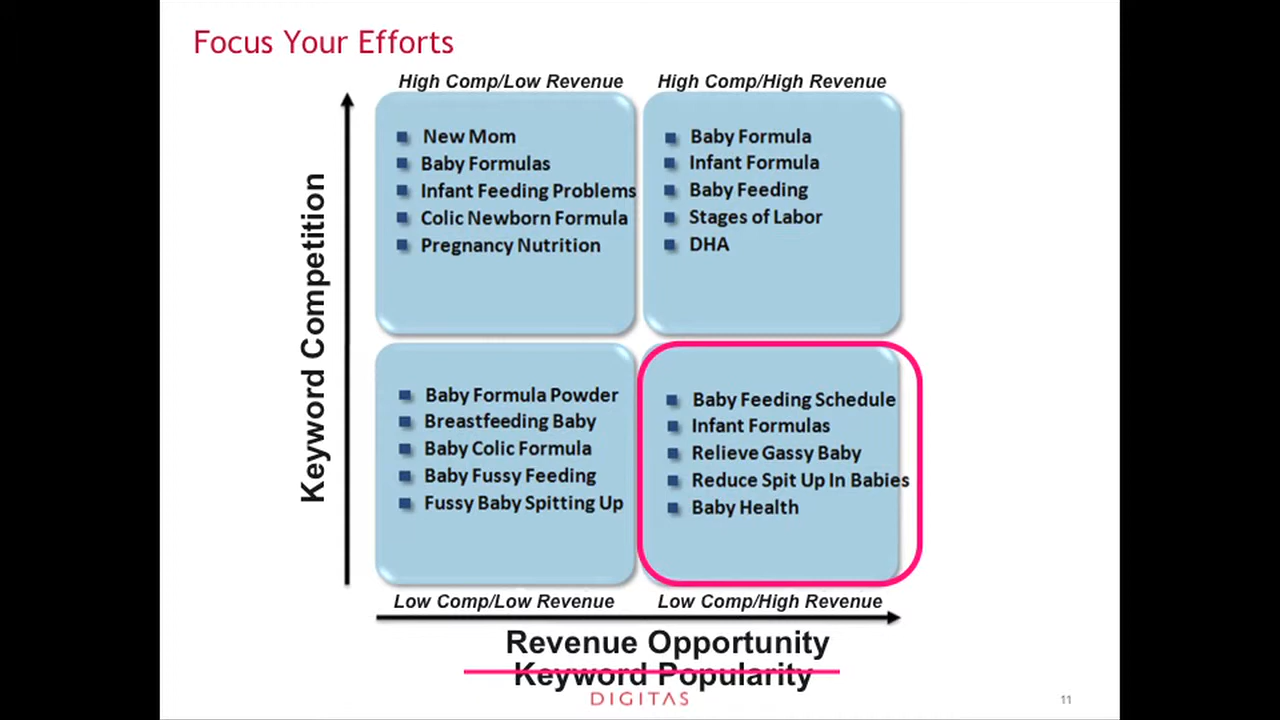 Focus Your Efforts
High Comp/Low Revenue
High Comp/High Revenue
Keyword Competition
New Mom
Baby Formulas
Infant Feeding Problems
Colic Newborn Formula
Pregnancy Nutrition
Baby Formula
Infant Formula
Baby Feeding
Stages of Labor
DHA
Baby Formula Powder
Breastfeeding Baby
Baby Colic Formula
Baby Fussy Feeding
Fussy Baby Spitting Up
Baby Feeding Schedule
Infant Formulas
Relieve Gassy Baby
Reduce Spit Up In Babies
Baby Health
Low Comp/Low Revenue
Low Comp/High Revenue
Revenue Opportunity
Keyword Popularity
DIGITAS
11